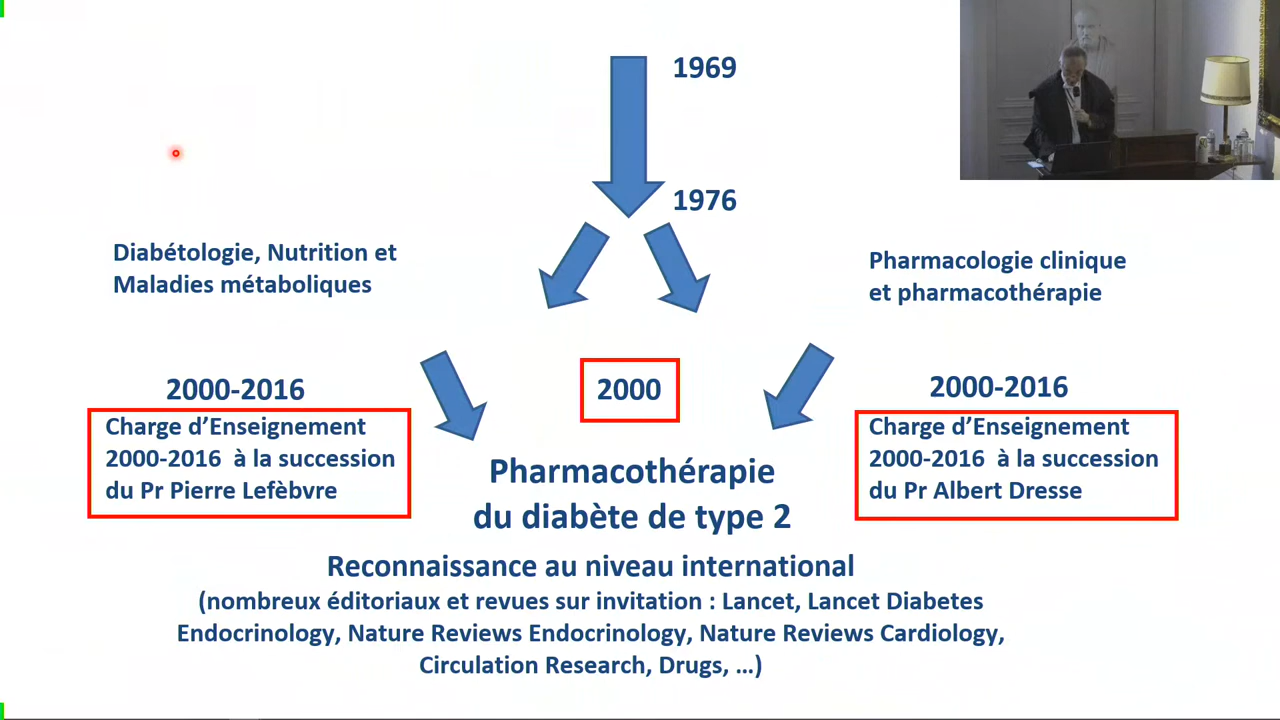 1969
1976
Diabétologie, Nutrition et
Maladies métaboliques
Pharmacologie clinique
et pharmacothérapie
2000-2016
Charge d’Enseignement
2000-2016 à la succession
du Pr Pierre Lefèbvre
2000
2000-2016
Charge d’Enseignement
2000-2016 à la succession
du Pr Albert Dresse
Pharmacothérapie
du diabète de type 2
Reconnaissance au niveau international
(nombreux éditoriaux et revues sur invitation : Lancet, Lancet Diabetes
Endocrinology, Nature Reviews Endocrinology, Nature Reviews Cardiology,
Circulation Research, Drugs, …)